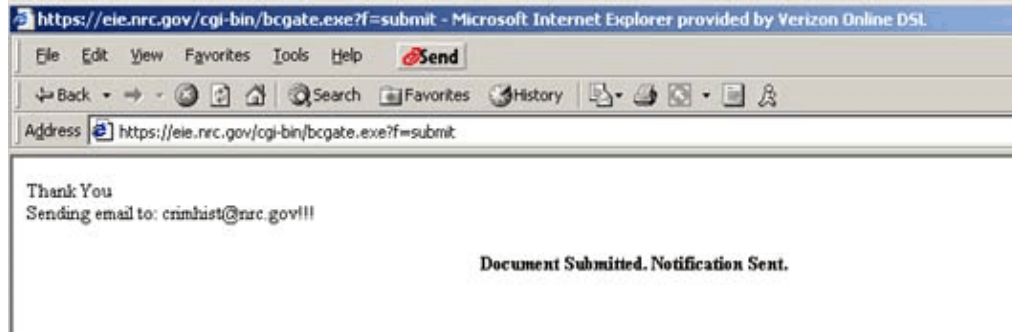 https://eie.nrc.gov/cgi-bin/bcgate.exe?f=submit - Microsoft Internet Explorer provided by Verizon Online DSL
File Edit View Favorites Tools Help Send
Back Search Favorites History
Address https://eie.nrc.gov/cgi-bin/bcgate.exe?f=submit
Thank You
Sending email to: crimhist@nrc.gov!!!
Document Submitted. Notification Sent.